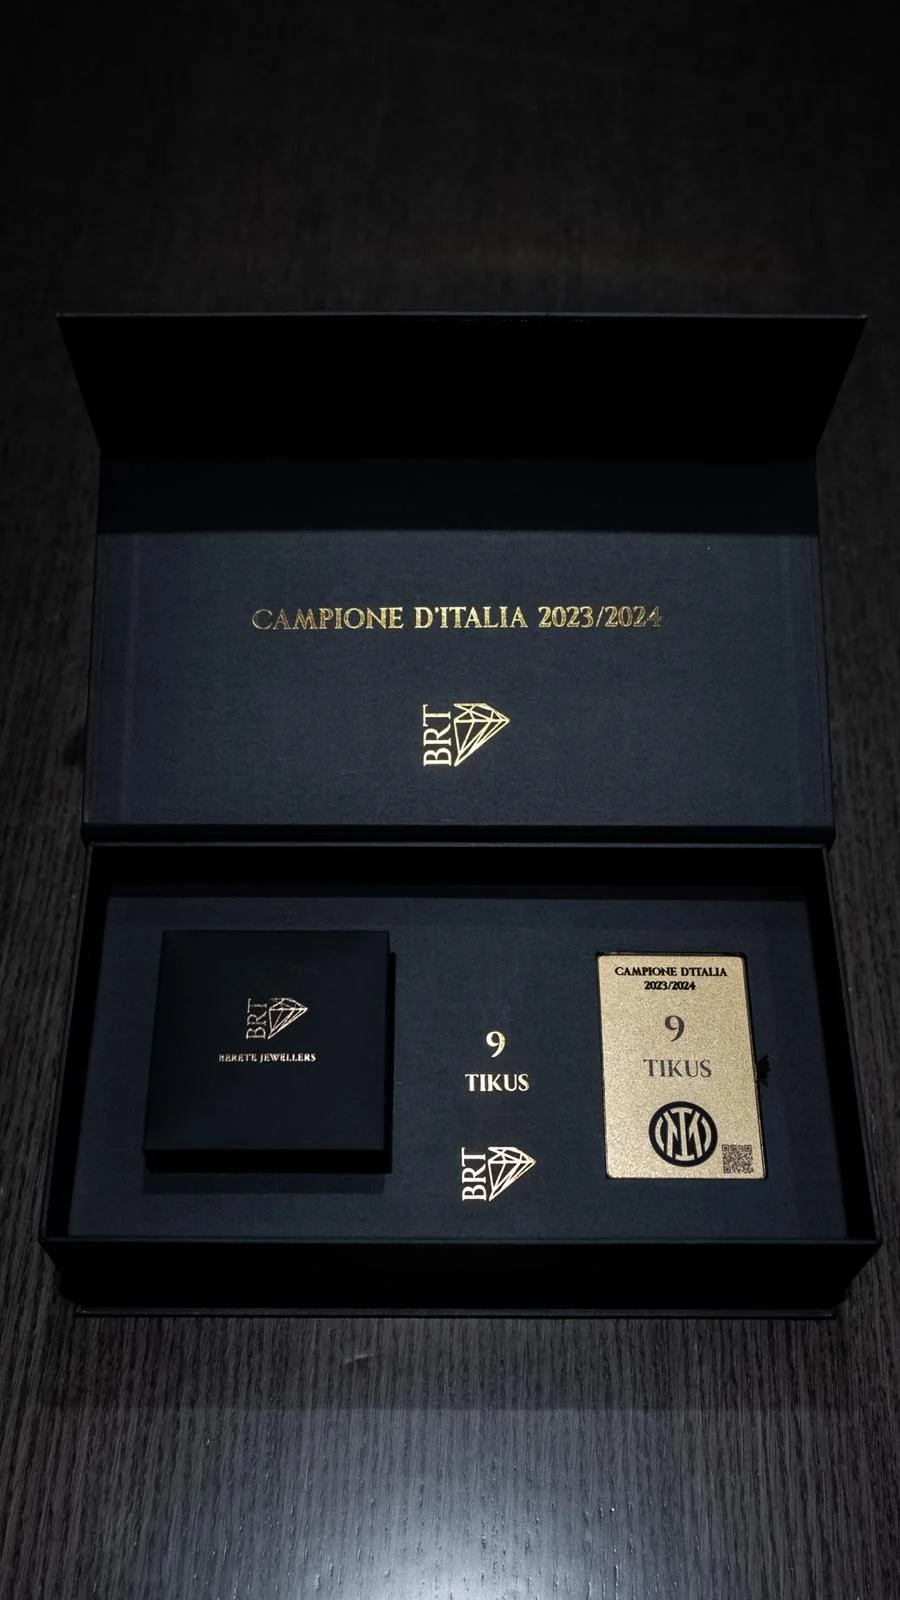 CAMPIONE D'ITALIA 2023/2024
BRT
BRT
BERETE JEWELLERS
9
TIKUS
BRT
CAMPIONE D'ITALIA
2023/2024
9
TIKUS